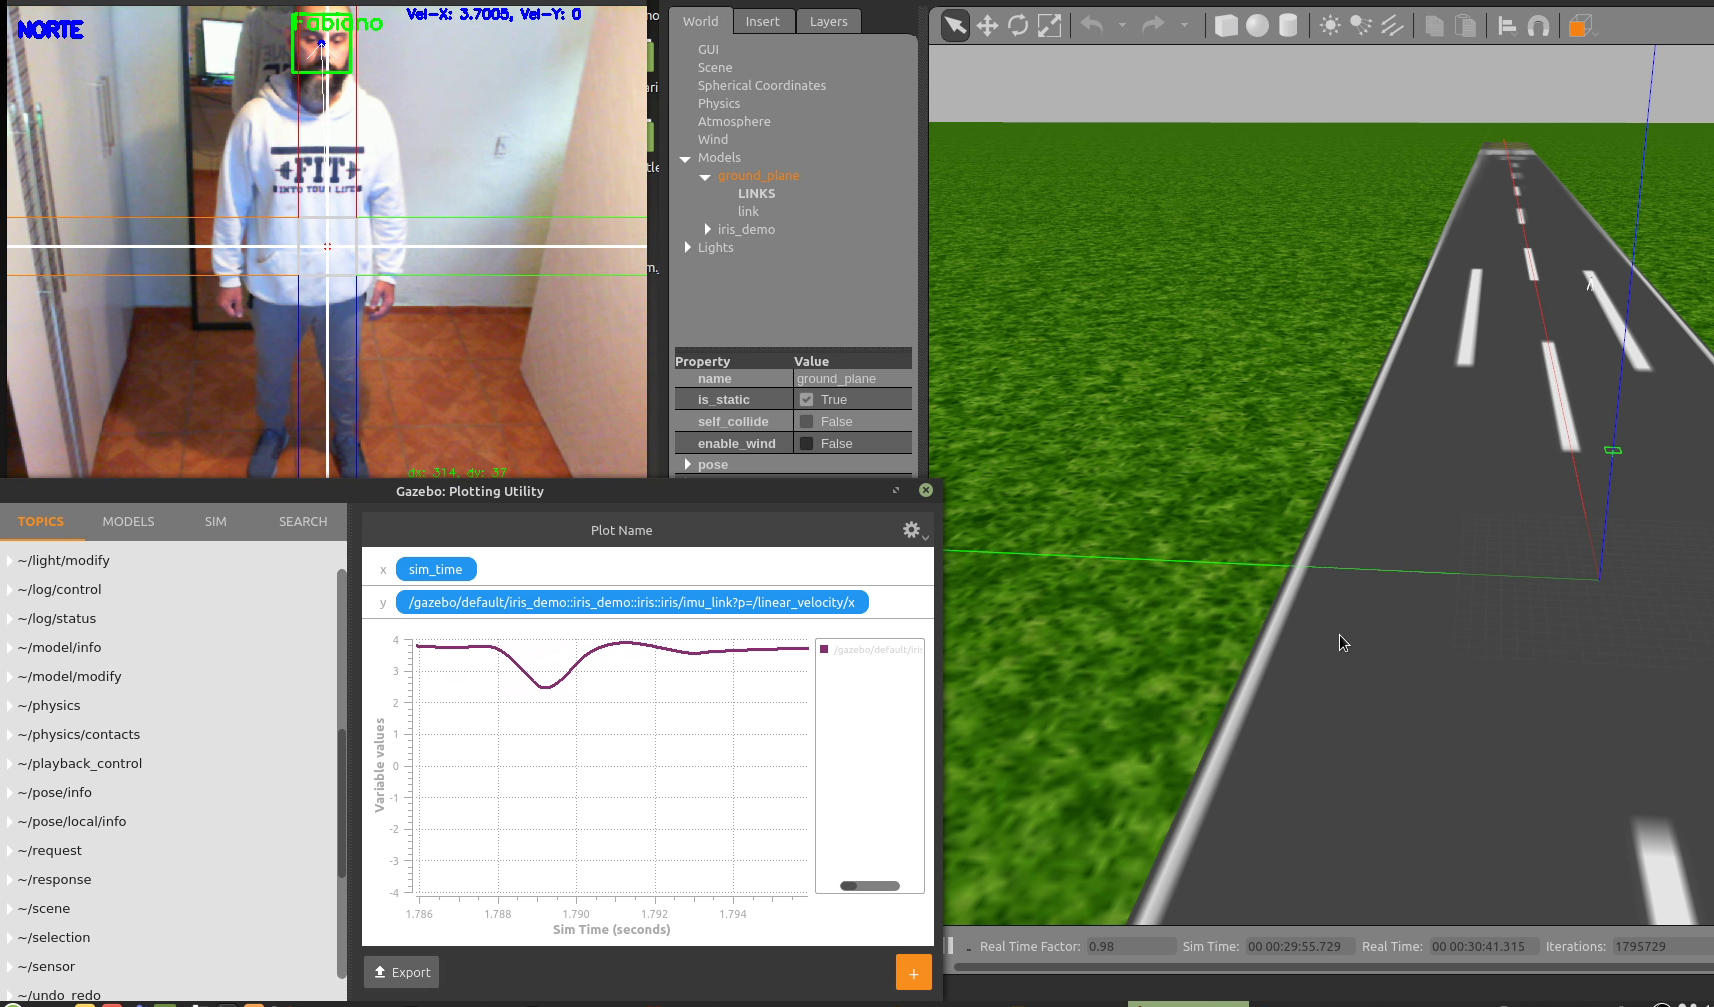 NORTE
Fabiano
Vel-X: 3.7005, Vel-Y: 0
FIT
INTO YOUR LIFE
dx: 314, dy: 37
World Insert Layers
GUI
Scene
Spherical Coordinates
Physics
Atmosphere
Wind
Models
ground_plane
LINKS
link
iris_demo
Lights
Property Value
name ground_plane
is_static True
self_collide False
enable_wind False
pose
Gazebo: Plotting Utility
TOPICS MODELS SIM SEARCH
~/light/modify
~/log/control
~/log/status
~/model/info
~/model/modify
~/physics
~/physics/contacts
~/playback_control
~/pose/info
~/pose/local/info
~/request
~/response
~/scene
~/selection
~/sensor
~/undo_redo
Plot Name
x sim_time
y /gazebo/default/iris_demo::iris_demo::iris::iris/imu_link?p=/linear_velocity/x
/gazebo/default/iris
4
3
2
1
0
-1
-2
-3
-4
Variable values
1.786 1.788 1.790 1.792 1.794
Sim Time (seconds)
Export
+
Real Time Factor: 0.98 Sim Time: 00 00:29:55.729 Real Time: 00 00:30:41.315 Iterations: 1795729